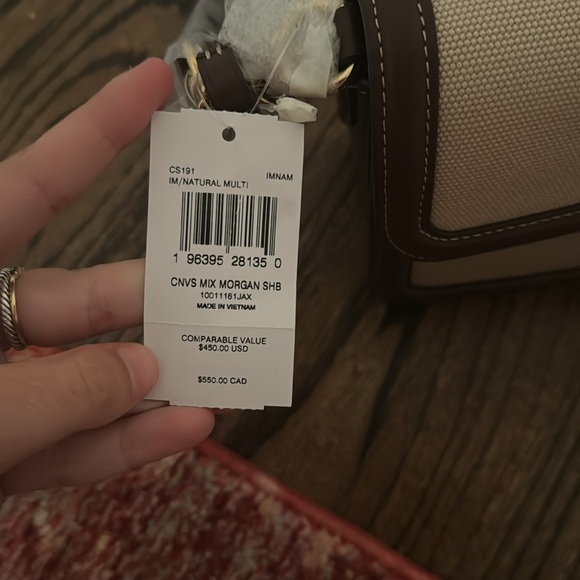 CS191 IMNAM
IM/NATURAL MULTI
1 96395 28135 0
CNVS MIX MORGAN SHB
10011161JAX
MADE IN VIETNAM
COMPARABLE VALUE
$450.00 USD
$550.00 CAD